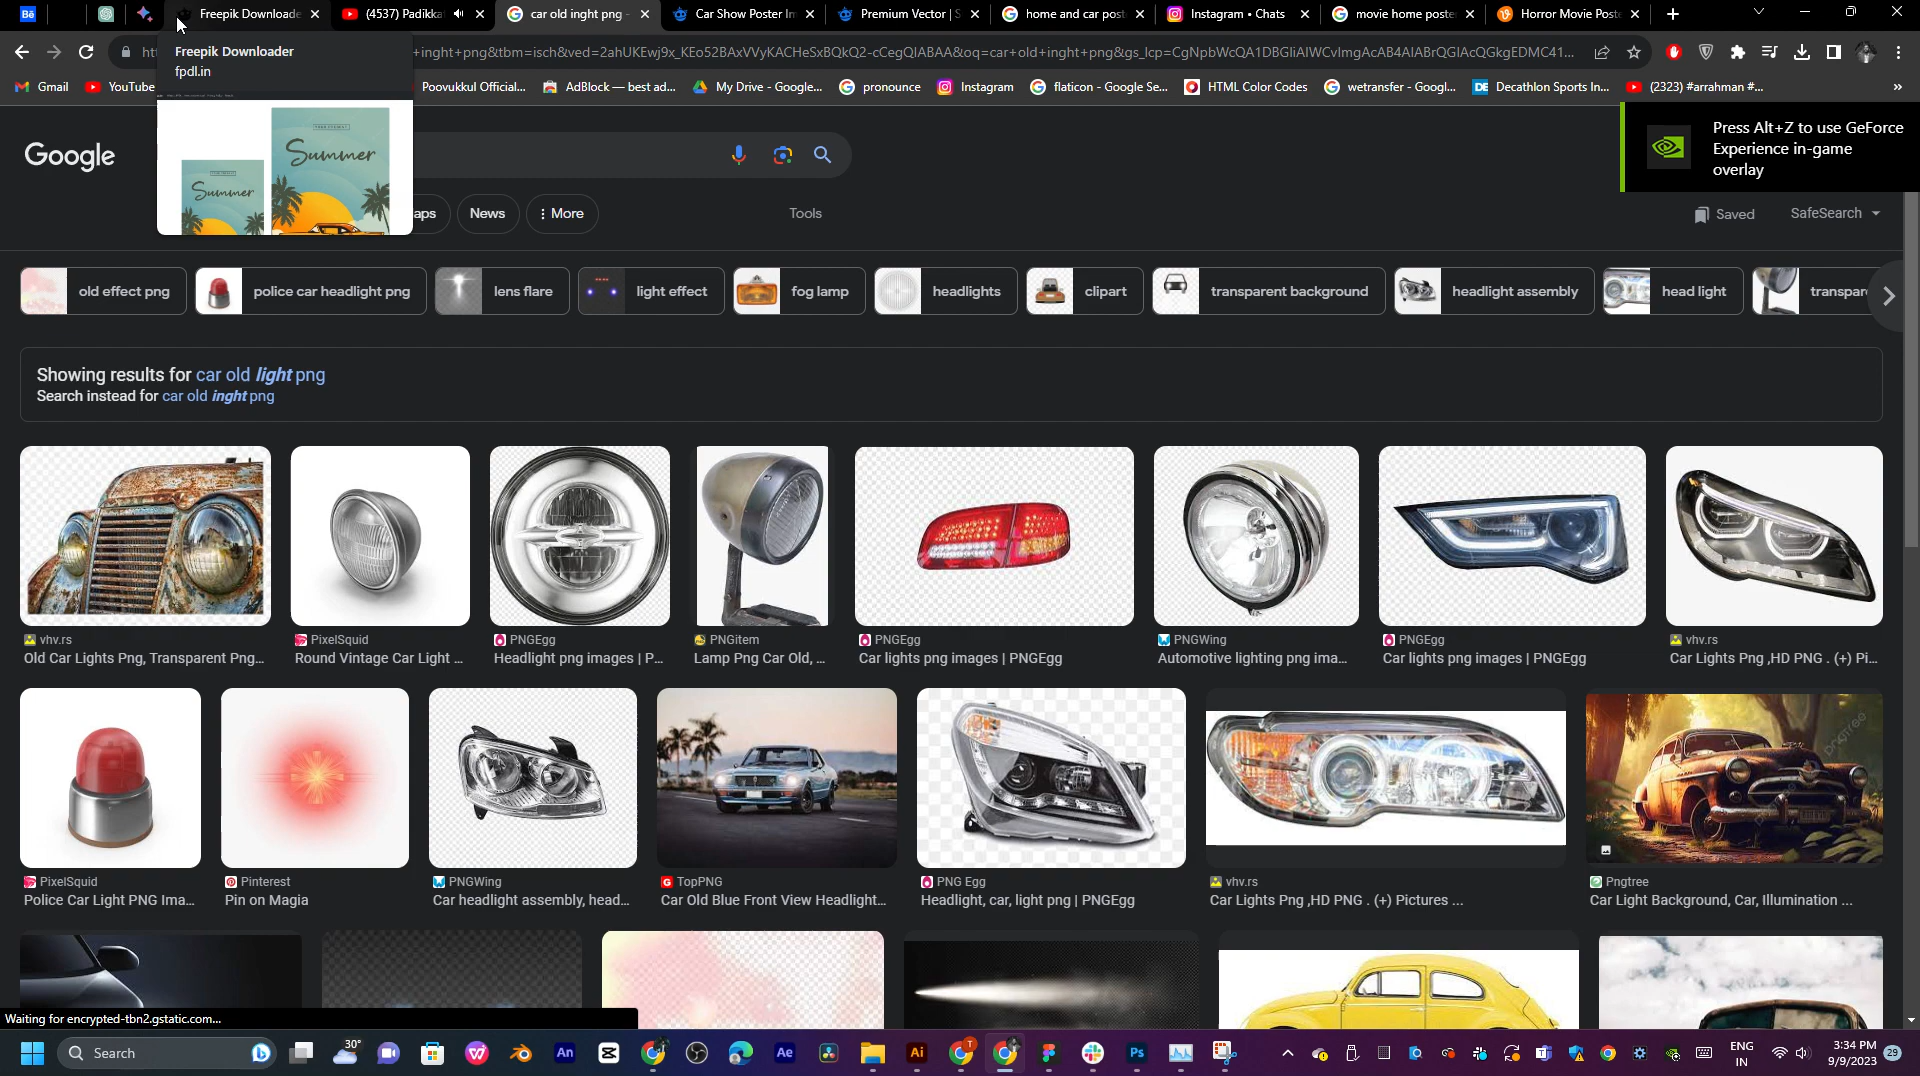 Bē
Freepik Downloade
(4537) Padikka
car old inght png -
Car Show Poster In
Premium Vector | S
home and car post
Instagram • Chats
movie home poste
Horror Movie Poste
inght+png&tbm=isch&ved=2ahUKEwj9x_KEo52BAxVVyKACHeSxBQkQ2-cCegQIABAA&oq=car+old+inght+png&gs_lcp=CgNpbWcQA1DBGliAIWCvImgAcAB4AIABrQGIAcQGkgEDMC41...
Gmail
YouTube
Poovukkul Official...
AdBlock — best ad...
My Drive - Google...
pronounce
Instagram
flaticon - Google Se...
HTML Color Codes
wetransfer - Googl...
Decathlon Sports In...
(2323) #arrahman #...
Freepik Downloader
fpdl.in
Summer
Summer
Google
Press Alt+Z to use GeForce
Experience in-game
overlay
aps
News
More
Tools
Saved
SafeSearch
old effect png
police car headlight png
lens flare
light effect
fog lamp
headlights
clipart
transparent background
headlight assembly
head light
transpar
Showing results for car old light png
Search instead for car old inght png
vhv.rs
Old Car Lights Png, Transparent Png...
PixelSquid
Round Vintage Car Light ...
PNGEgg
Headlight png images | P...
PNGitem
Lamp Png Car Old, ...
PNGEgg
Car lights png images | PNGEgg
PNGWing
Automotive lighting png ima...
PNGEgg
Car lights png images | PNGEgg
vhv.rs
Car Lights Png ,HD PNG . (+) Pi...
PixelSquid
Police Car Light PNG Ima...
Pinterest
Pin on Magia
PNGWing
Car headlight assembly, head...
TopPNG
Car Old Blue Front View Headlight...
PNG Egg
Headlight, car, light png | PNGEgg
vhv.rs
Car Lights Png ,HD PNG . (+) Pictures ...
Pngtree
Car Light Background, Car, Illumination ...
Waiting for encrypted-tbn2.gstatic.com...
Search
30°
An
Ae
Ai
T
Ps
ENG
IN
3:34 PM
9/9/2023
29